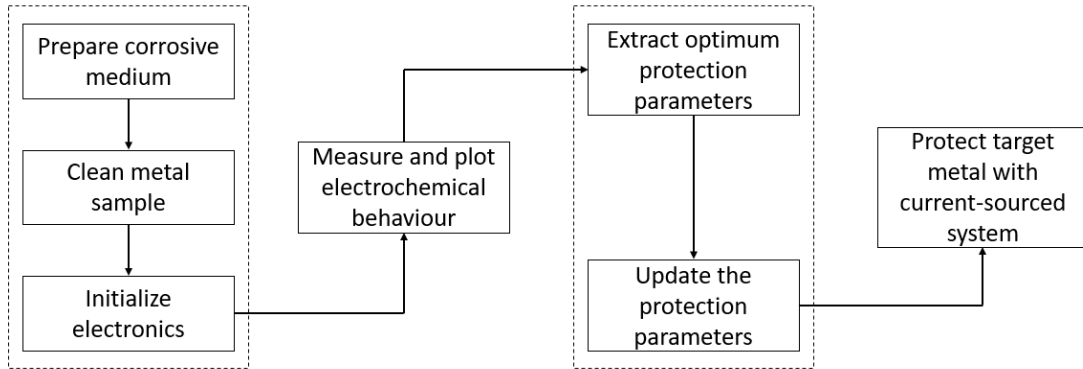 Prepare corrosive
medium
Clean metal
sample
Initialize
electronics
Measure and plot
electrochemical
behaviour
Extract optimum
protection
parameters
Update the
protection
parameters
Protect target
metal with
current-sourced
system